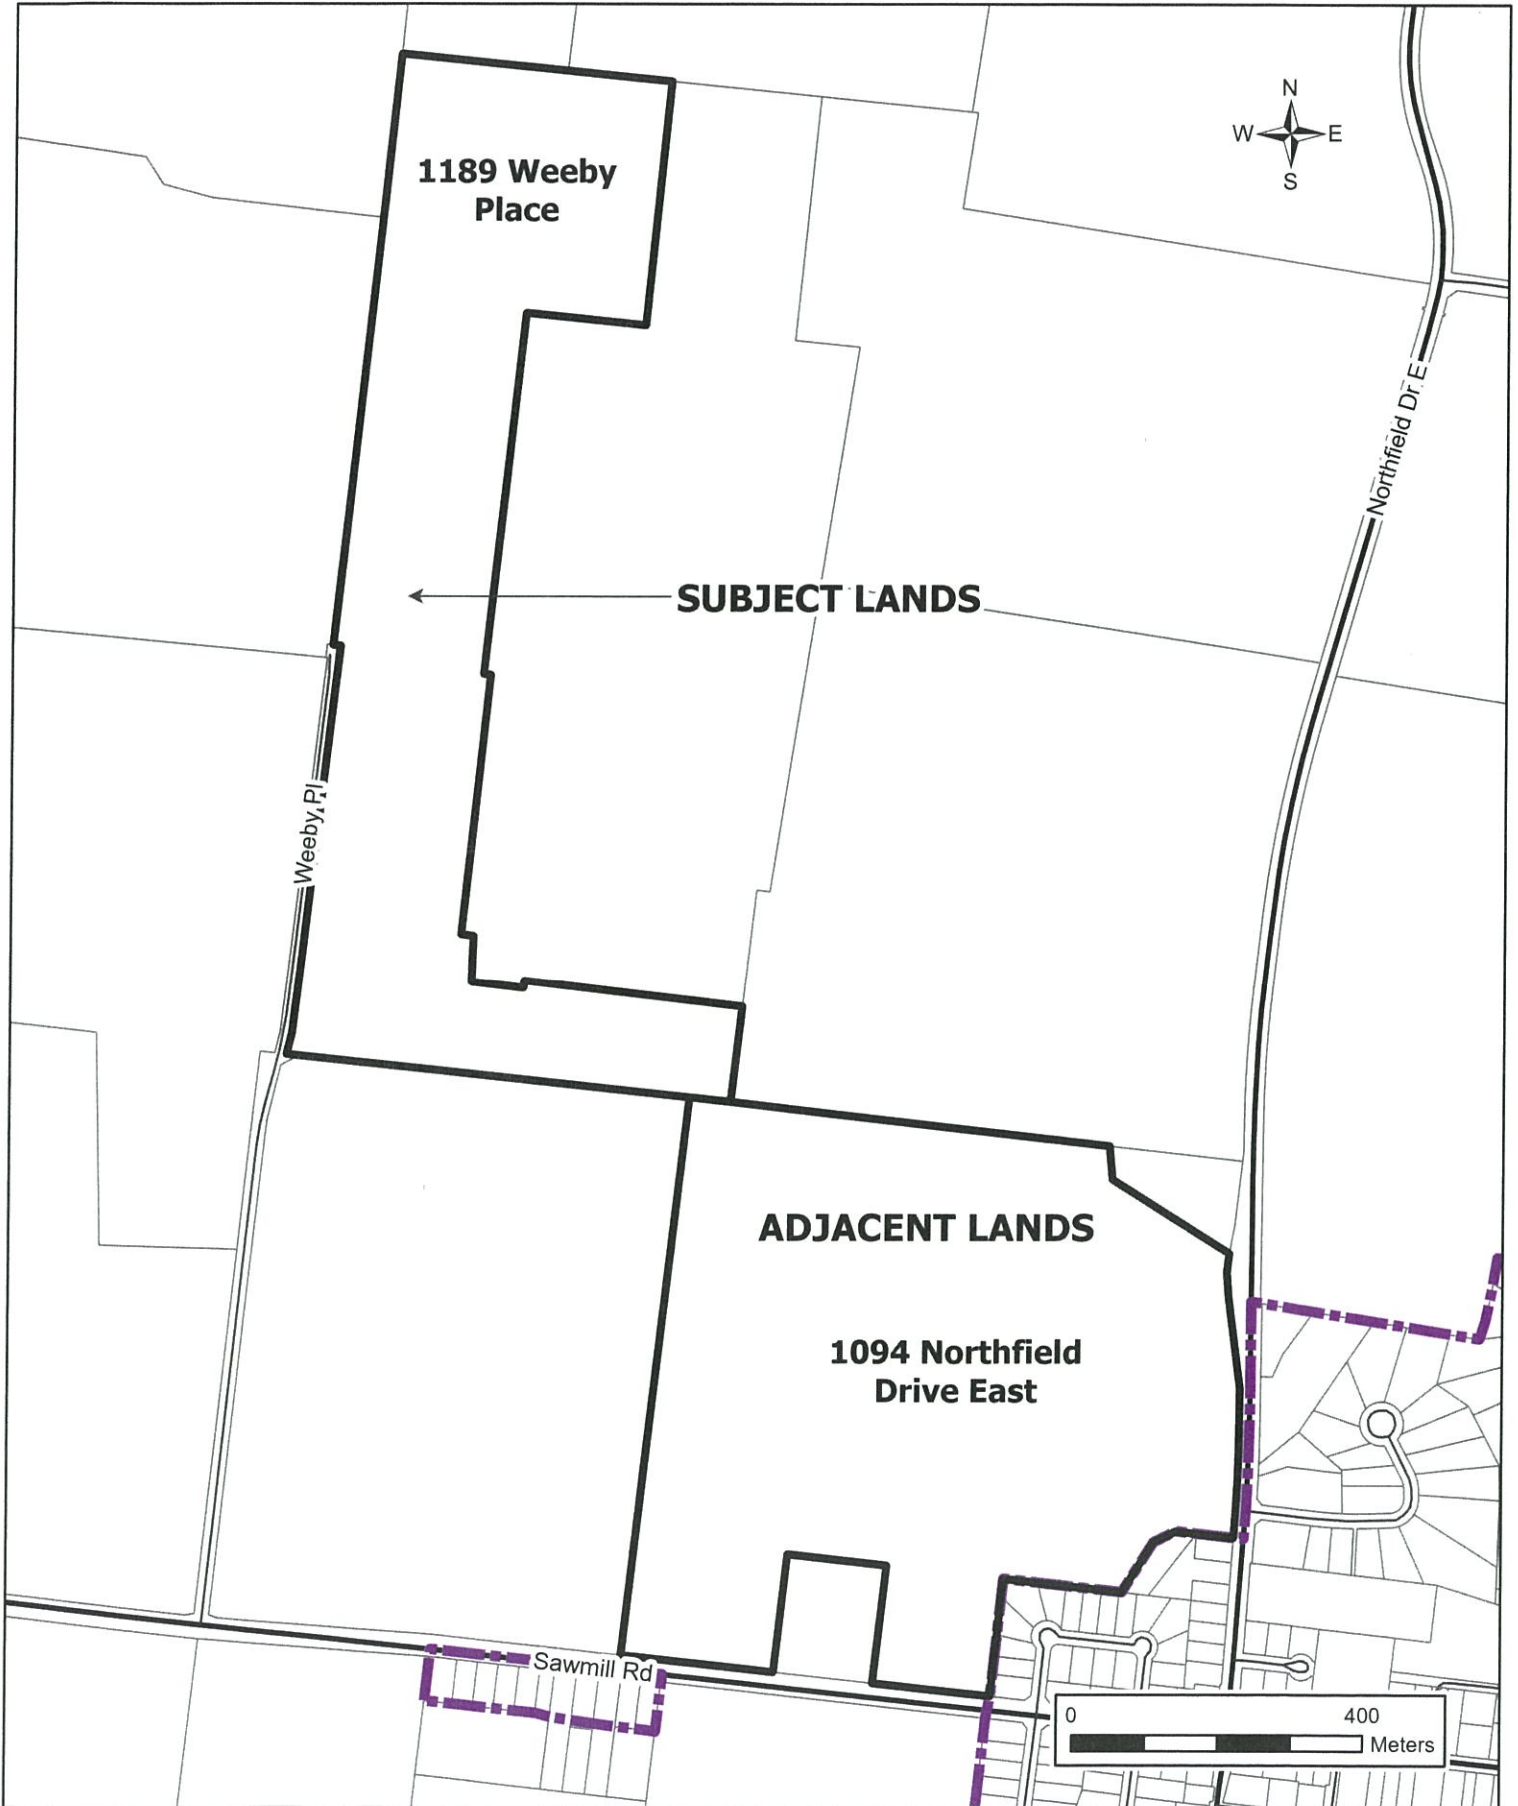 N
W E
S
1189 Weeby
Place
Northfield Dr E
SUBJECT LANDS
Weeby Pl
ADJACENT LANDS
1094 Northfield
Drive East
Sawmill Rd
0 400
Meters